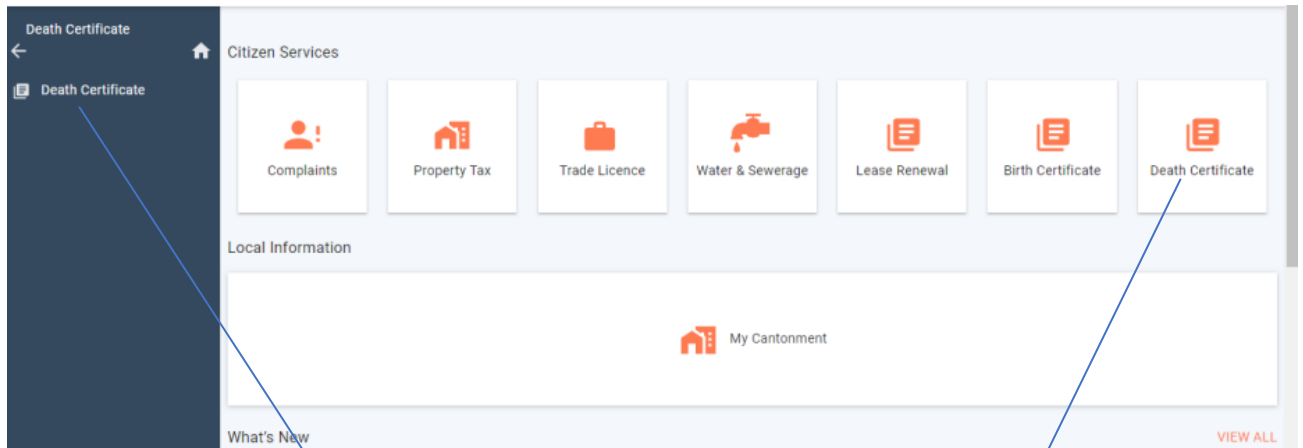 Death Certificate
Death Certificate
Citizen Services
Complaints
Property Tax
Trade Licence
Water & Sewerage
Lease Renewal
Birth Certificate
Death Certificate
Local Information
My Cantonment
What's New
VIEW ALL